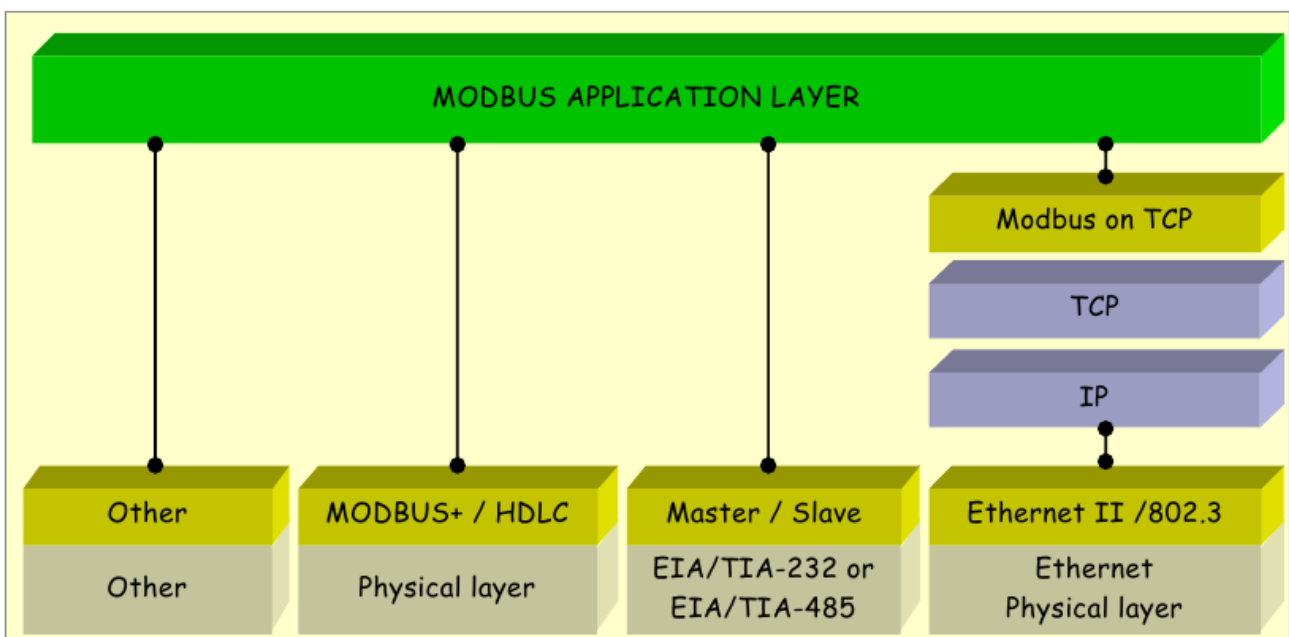 MODBUS APPLICATION LAYER
Modbus on TCP
TCP
IP
Other
MODBUS+ / HDLC
Master / Slave
Ethernet II /802.3
Other
Physical layer
EIA/TIA-232 or
EIA/TIA-485
Ethernet
Physical layer